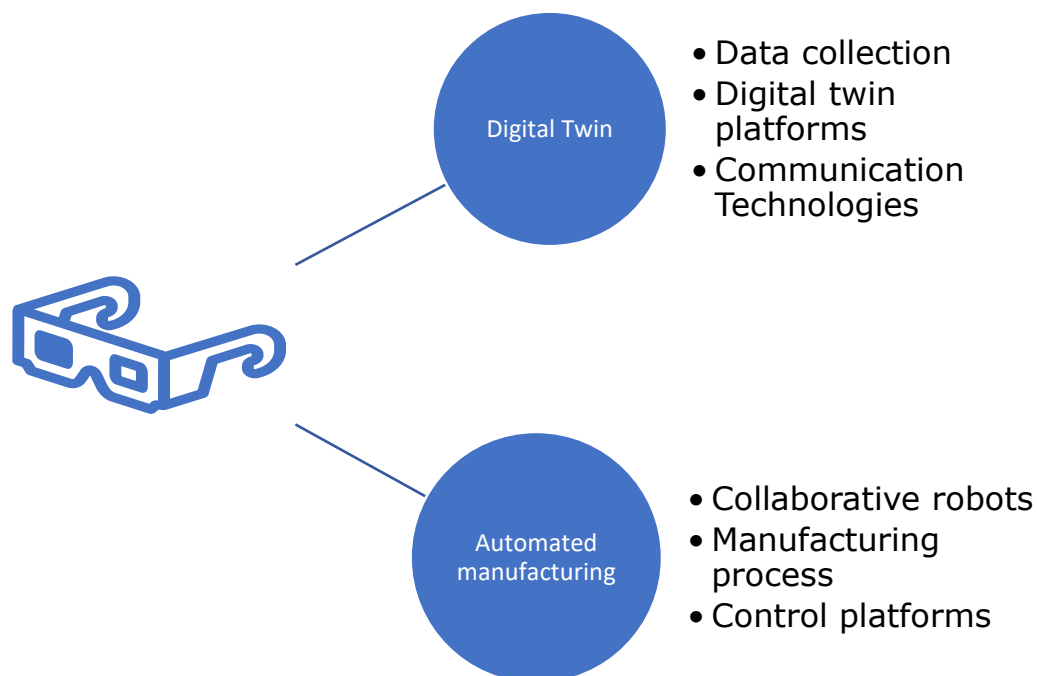 Digital Twin
• Data collection
• Digital twin
platforms
• Communication
Technologies
Automated
manufacturing
• Collaborative robots
• Manufacturing
process
• Control platforms